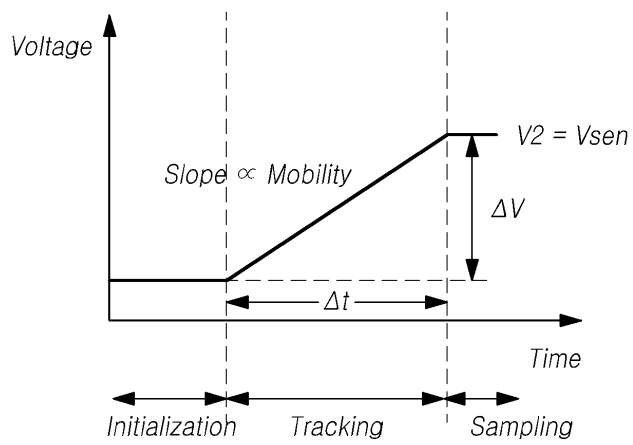 Voltage
V2 = Vsen
Slope ∝ Mobility
ΔV
Δt
Time
Initialization
Tracking
Sampling